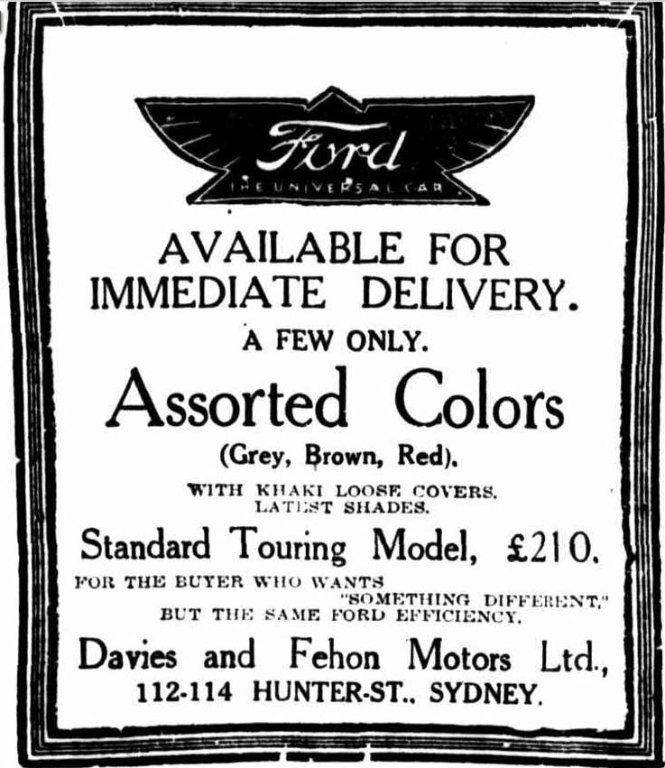 Ford
THE UNIVERSAL CAR
AVAILABLE FOR
IMMEDIATE DELIVERY.
A FEW ONLY.
Assorted Colors
(Grey, Brown, Red).
WITH KHAKI LOOSE COVERS.
LATEST SHADES.
Standard Touring Model, £210.
FOR THE BUYER WHO WANTS
"SOMETHING DIFFERENT,"
BUT THE SAME FORD EFFICIENCY.
Davies and Fehon Motors Ltd.,
112-114 HUNTER-ST., SYDNEY.